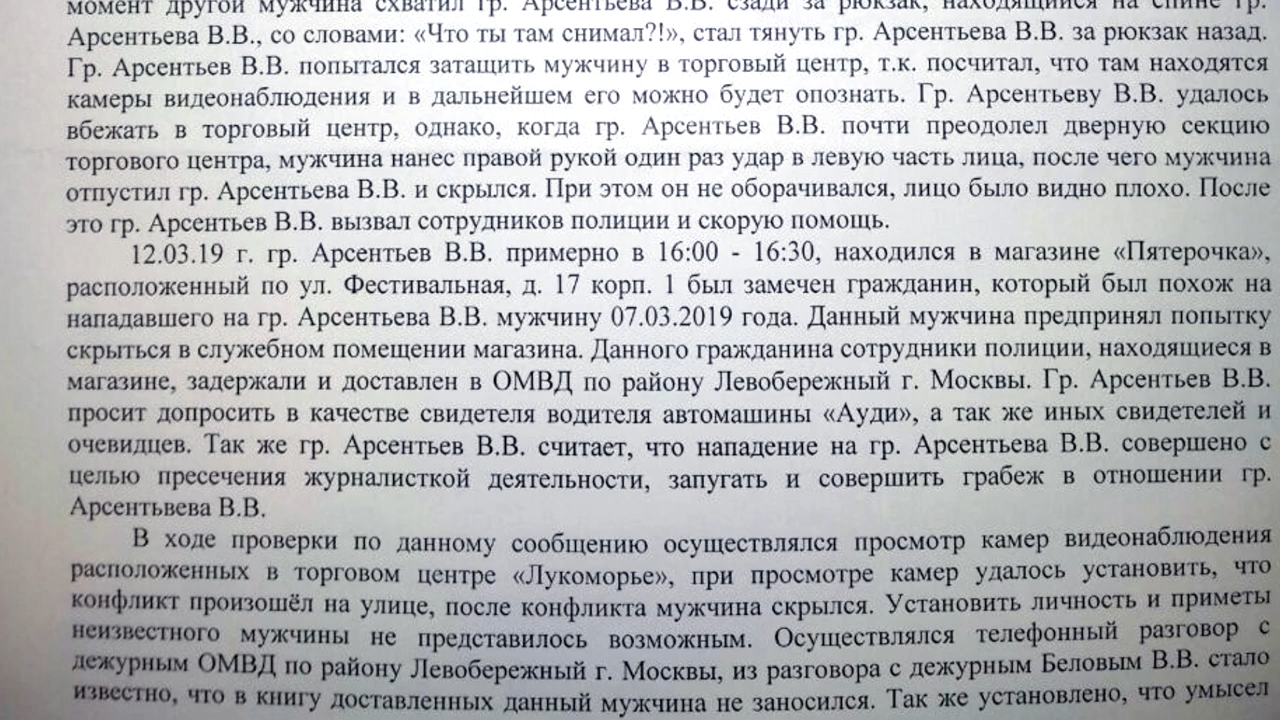 момент другой мужчина схватил гр. Арсентьева В.В. сзади за рюкзак, находящийся на спине гр.
Арсентьева В.В., со словами: «Что ты там снимал?!», стал тянуть гр. Арсентьева В.В. за рюкзак назад.
Гр. Арсентьев В.В. попытался затащить мужчину в торговый центр, т.к. посчитал, что там находятся
камеры видеонаблюдения и в дальнейшем его можно будет опознать. Гр. Арсентьеву В.В. удалось
вбежать в торговый центр, однако, когда гр. Арсентьев В.В. почти преодолел дверную секцию
торгового центра, мужчина нанес правой рукой один раз удар в левую часть лица, после чего мужчина
отпустил гр. Арсентьева В.В. и скрылся. При этом он не оборачивался, лицо было видно плохо. После
это гр. Арсентьев В.В. вызвал сотрудников полиции и скорую помощь.
12.03.19 г. гр. Арсентьев В.В. примерно в 16:00 - 16:30, находился в магазине «Пятерочка»,
расположенный по ул. Фестивальная, д. 17 корп. 1 был замечен гражданин, который был похож на
нападавшего на гр. Арсентьева В.В. мужчину 07.03.2019 года. Данный мужчина предпринял попытку
скрыться в служебном помещении магазина. Данного гражданина сотрудники полиции, находящиеся в
магазине, задержали и доставлен в ОМВД по району Левобережный г. Москвы. Гр. Арсентьев В.В.
просит допросить в качестве свидетеля водителя автомашины «Ауди», а так же иных свидетелей и
очевидцев. Так же гр. Арсентьев В.В. считает, что нападение на гр. Арсентьева В.В. совершено с
целью пресечения журналисткой деятельности, запугать и совершить грабеж в отношении гр.
Арсентьвева В.В.
В ходе проверки по данному сообщению осуществлялся просмотр камер видеонаблюдения
расположенных в торговом центре «Лукоморье», при просмотре камер удалось установить, что
конфликт произошёл на улице, после конфликта мужчина скрылся. Установить личность и приметы
неизвестного мужчины не представилось возможным. Осуществлялся телефонный разговор с
дежурным ОМВД по району Левобережный г. Москвы, из разговора с дежурным Беловым В.В. стало
известно, что в книгу доставленных данный мужчина не заносился. Так же установлено, что умысел